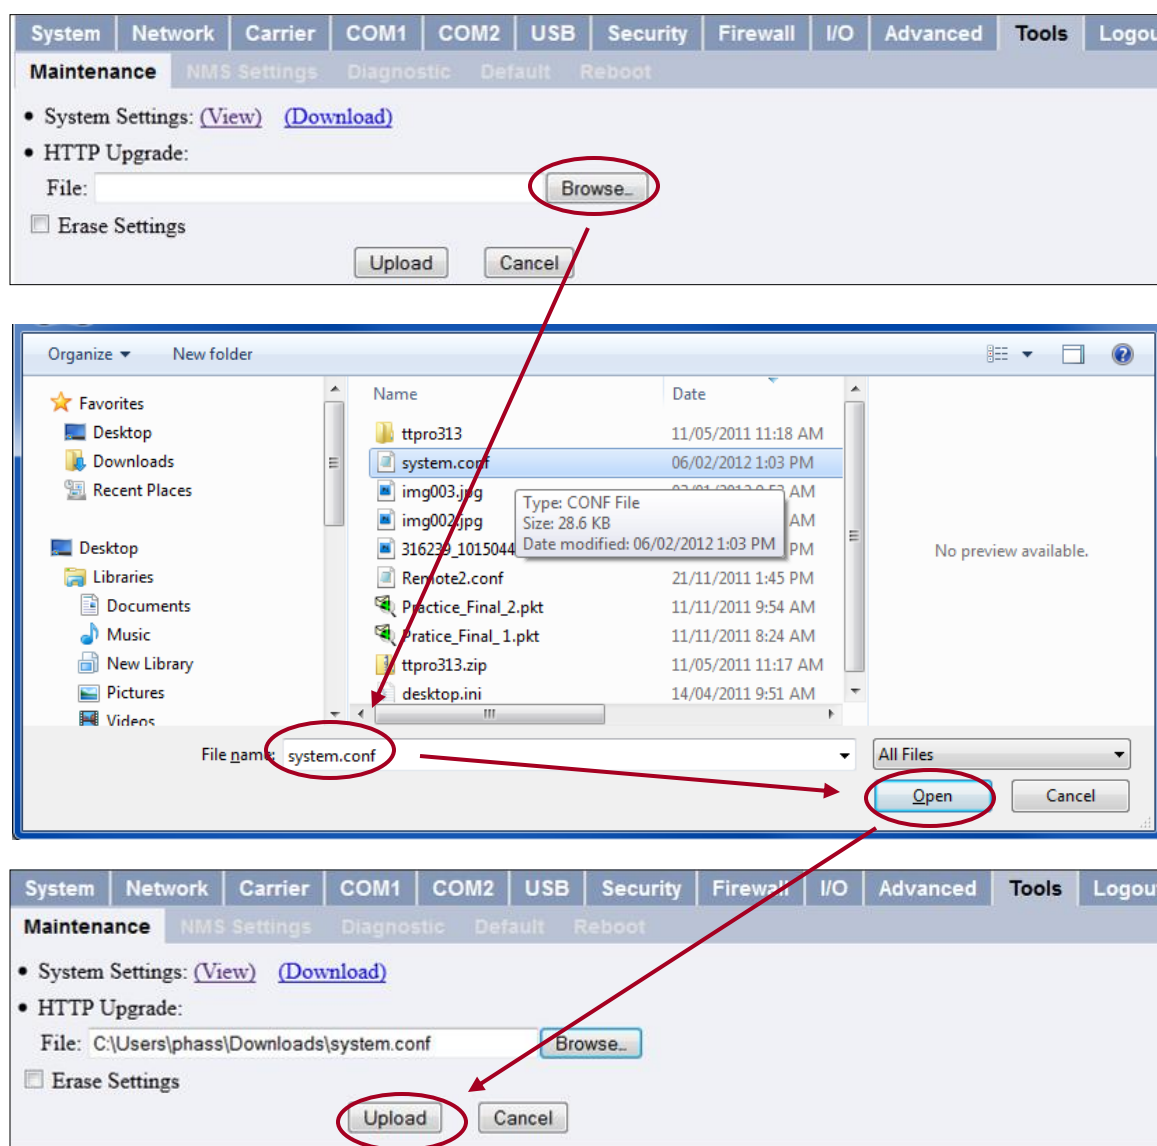 System Network Carrier COM1 COM2 USB Security Firewall I/O Advanced Tools Logou
Maintenance NMS Settings Diagnostic Default Reboot
• System Settings: (View) (Download)
• HTTP Upgrade:
File: Browse...
Erase Settings
Upload Cancel
Organize New folder
Name Date
Favorites
Desktop
Downloads
Recent Places
Desktop
Libraries
Documents
Music
New Library
Pictures
Videos
ttpro313 11/05/2011 11:18 AM
system.conf 06/02/2012 1:03 PM
img003.jpg AM
img002.jpg AM
316239_1015044 PM
Remote2.conf 21/11/2011 1:45 PM
Practice_Final_2.pkt 11/11/2011 9:54 AM
Pratice_Final_1.pkt 11/11/2011 8:24 AM
ttpro313.zip 11/05/2011 11:17 AM
desktop.ini 14/04/2011 9:51 AM
Type: CONF File
Size: 28.6 KB
Date modified: 06/02/2012 1:03 PM
No preview available.
File name: system.conf All Files
Open Cancel
System Network Carrier COM1 COM2 USB Security Firewall I/O Advanced Tools Logou
Maintenance NMS Settings Diagnostic Default Reboot
• System Settings: (View) (Download)
• HTTP Upgrade:
File: C:\Users\phass\Downloads\system.conf Browse...
Erase Settings
Upload Cancel